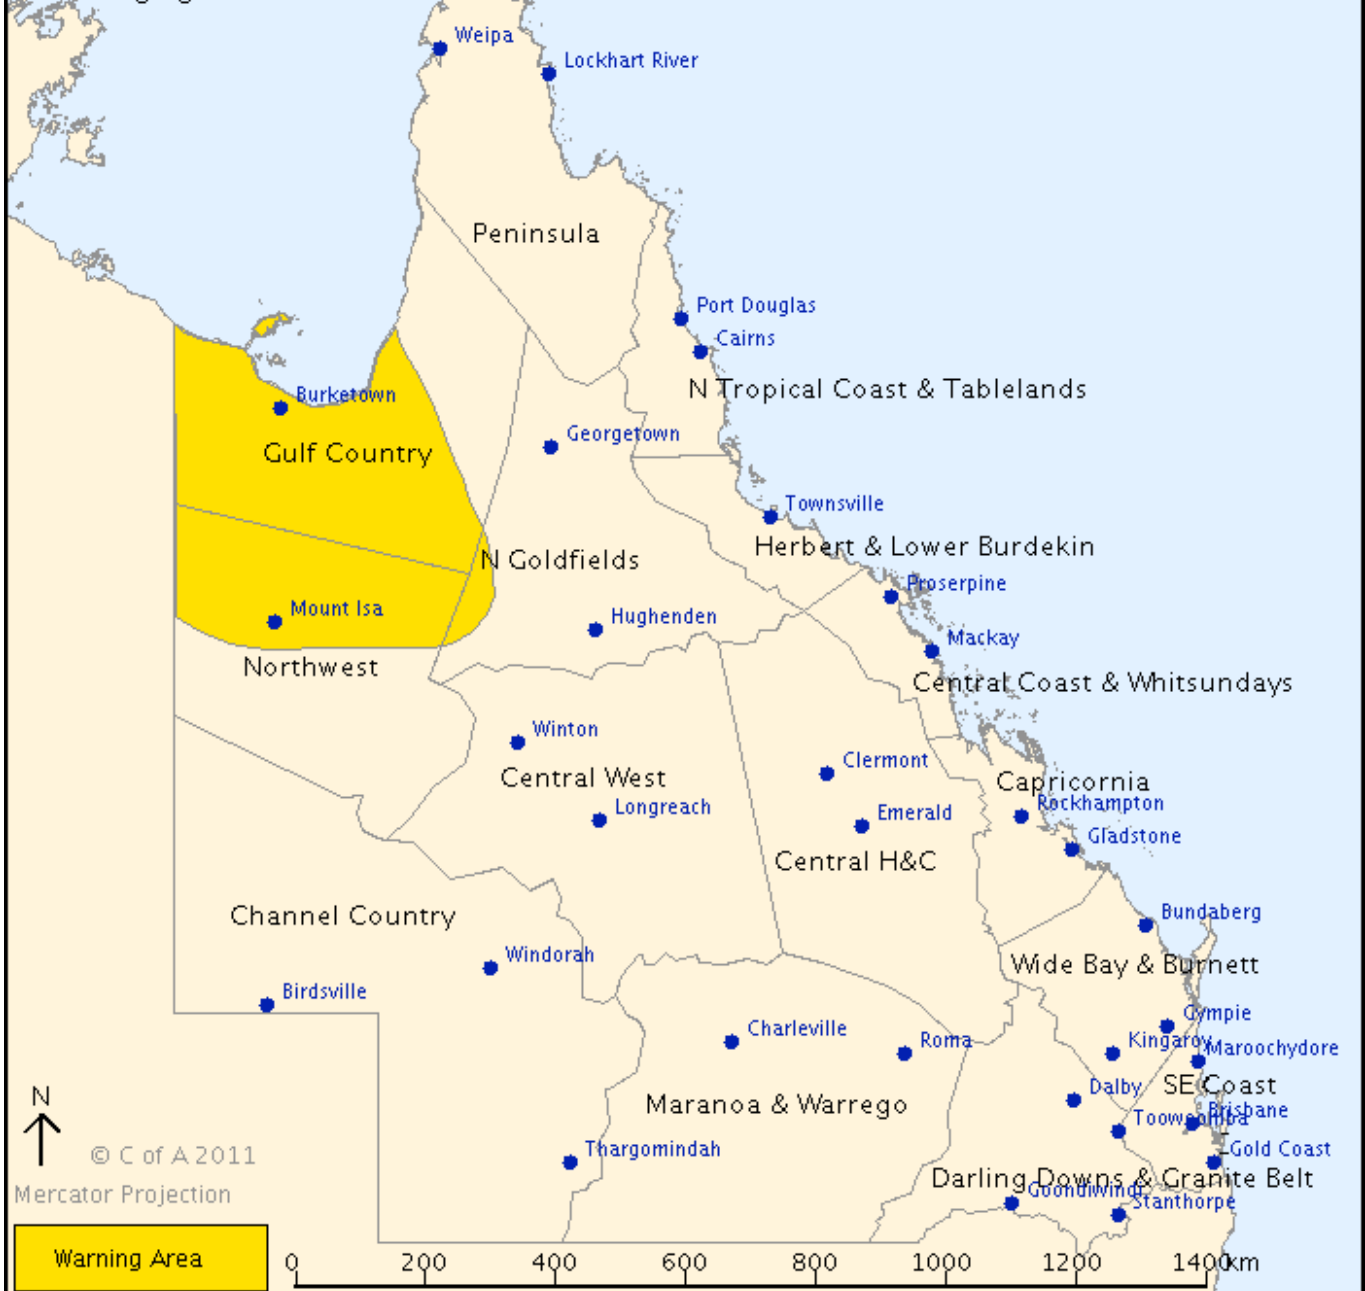 Weipa
Lockhart River
Peninsula
Port Douglas
Cairns
N Tropical Coast & Tablelands
Burketown
Georgetown
Gulf Country
Townsville
Herbert & Lower Burdekin
N Goldfields
Proserpine
Mount Isa
Hughenden
Mackay
Northwest
Central Coast & Whitsundays
Winton
Clermont
Central West
Capricornia
Longreach
Rockhampton
Emerald
Gladstone
Central H&C
Channel Country
Bundaberg
Windorah
Wide Bay & Burnett
Birdsville
Gympie
Charleville
Roma
Kingaroy
Maroochydore
SE Coast
Dalby
N
Maranoa & Warrego
Brisbane
Toowoomba
Thargomindah
Gold Coast
© C of A 2011
Darling Downs & Granite Belt
Mercator Projection
Goondiwindi
Stanthorpe
Warning Area
0 200 400 600 800 1000 1200 1400km